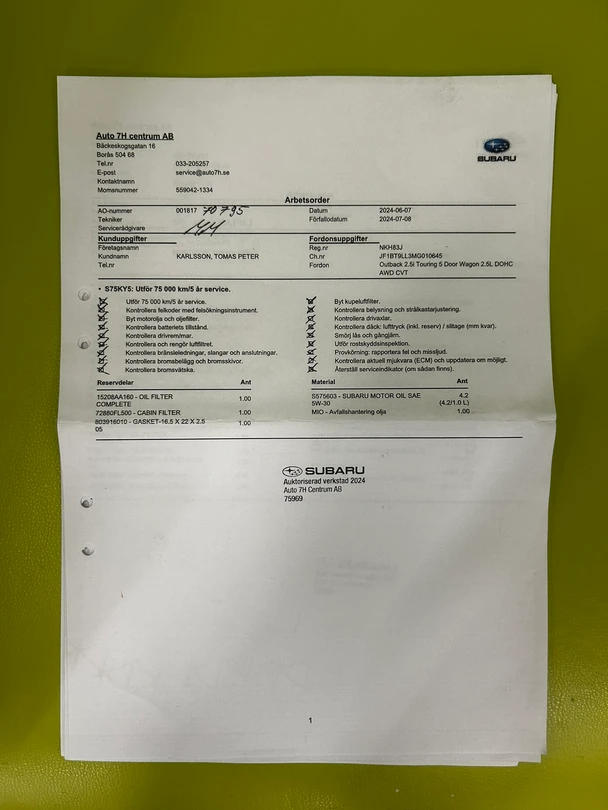 Auto 7H centrum AB
Bäckeskogsgatan 16
Borås 504 68
Tel.nr 033-205257
E-post service@auto7h.se
Kontaktnamn
Momsnummer 559042-1334
SUBARU
Arbetsorder
AO-nummer 001817 70795 Datum 2024-06-07
Tekniker Förfallodatum 2024-07-08
Servicerådgivare
Kunduppgifter Fordonsuppgifter
Företagsnamn Reg.nr NKH83J
Kundnamn KARLSSON, TOMAS PETER Ch.nr JF1BT9LL3MG010645
Tel.nr Fordon Outback 2.5i Touring 5 Door Wagon 2.5L DOHC
AWD CVT
• S75KY5: Utför 75 000 km/5 år service.
Utför 75 000 km/5 år service. Byt kupeluftfilter.
Kontrollera felkoder med felsökningsinstrument. Kontrollera belysning och strålkastarjustering.
Byt motorolja och oljefilter. Kontrollera drivaxlar.
Kontrollera batteriets tillstånd. Kontrollera däck: lufttryck (inkl. reserv) / slitage (mm kvar).
Kontrollera drivrem/mar. Smörj lås och gångjärn.
Kontrollera och rengör luftfiltret. Utför rostskyddsinspektion.
Kontrollera bränsleledningar, slangar och anslutningar. Provkörning: rapportera fel och missljud.
Kontrollera bromsbelägg och bromsskivor. Kontrollera aktuell mjukvara (ECM) och uppdatera om möjligt.
Kontrollera bromsvätska. Återställ serviceindikator (om sådan finns).
Reservdelar Ant Material Ant
15208AA160 - OIL FILTER 1.00 S575603 - SUBARU MOTOR OIL SAE 4.2
COMPLETE 5W-30 (4.2/1.0 L)
72880FL500 - CABIN FILTER 1.00 MIO - Avfallshantering olja 1.00
803916010 - GASKET-16.5 X 22 X 2.5 1.00
05
SUBARU
Auktoriserad verkstad 2024
Auto 7H Centrum AB
75969
1